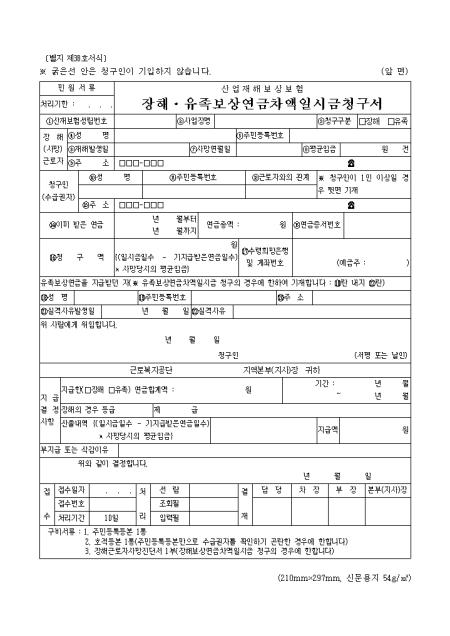 〔별지 제38호서식〕
※ 굵은선 안은 청구인이 기입하지 않습니다. (앞 면)
민 원 서 류
처리기한 : . . .
산 업 재 해 보 상 보 험
장해・유족보상연금차액일시금청구서
①산재보험성립번호 ②사업장명 ③청구구분 □장해 □유족
장 해 (사망) 근로자
④성 명 ⑤주민등록번호
⑥재해발생일 ⑦사망연월일 ⑧평균임금 원 전
⑨주 소 □□□-□□□ ☎
청구인 (수급권자)
⑩성 명 ⑪주민등록번호 ⑫근로자와의 관계 ※ 청구인이 1인 이상일 경우 뒷면 기재
⑬주 소 □□□-□□□ ☎
⑭이미 받은 연금 년 월부터 년 월까지 연금총액 : 원 ⑮연금증서번호
⑯청 구 액 원
{(일시금일수 - 기지급받은연금일수)
× 사망당시의 평균임금}
⑰수령희망은행 및 계좌번호 (예금주 : )
유족보상연금을 지급받던 자(※ 유족보상연금차액일시금 청구의 경우에 한하여 기재합니다 : ⑱란 내지 란)
⑱성 명 ⑲주민등록번호 ⑳주 소
실격사유발생일 년 월 일 실격사유
위 사람에게 위임합니다.
년 월 일
청구인 (서명 또는 날인)
근로복지공단 지역본부(지사)장 귀하
지 급 결 정 사항
지급한(□장해 □유족) 연금합계액 : 원
기간 : 년 월
~ 년 월
장해의 경우 등급 제 급
산출내역 {(일시금일수 - 기지급받은연금일수)
× 사망당시의 평균임금}
지급액 원
부지급 또는 삭감이유
위와 같이 결정합니다.
년 월 일
접 수 접수일자 . . . 처 리 선 람 결 재 담 당 차 장 부 장 본부(지사)장
접수번호 조회필
처리기간 10일 입력필
구비서류 : 1. 주민등록등본 1통
2. 호적등본 1통(주민등록등본만으로 수급권자를 확인하기 곤란한 경우에 한합니다)
3. 장해근로자사망진단서 1부(장해보상연금차액일시금 청구의 경우에 한합니다)
(210mm×297mm, 신문용지 54g/㎡)